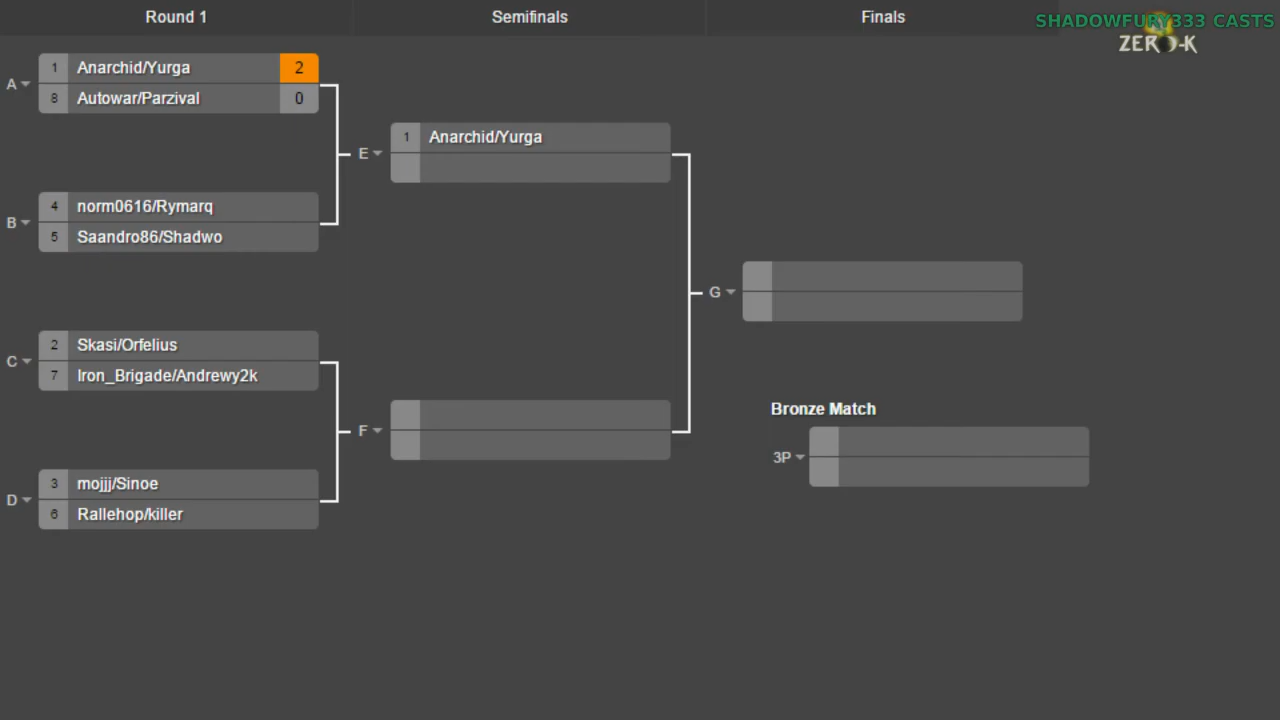 Round 1
Semifinals
Finals
SHADOWFURY333 CASTS
ZERO-K
A
1 Anarchid/Yurga 2
8 Autowar/Parzival 0
B
4 norm0616/Rymarq
5 Saandro86/Shadwo
C
2 Skasi/Orfelius
7 Iron_Brigade/Andrewy2k
D
3 mojjj/Sinoe
6 Rallehop/killer
E
1 Anarchid/Yurga
F
G
Bronze Match
3P